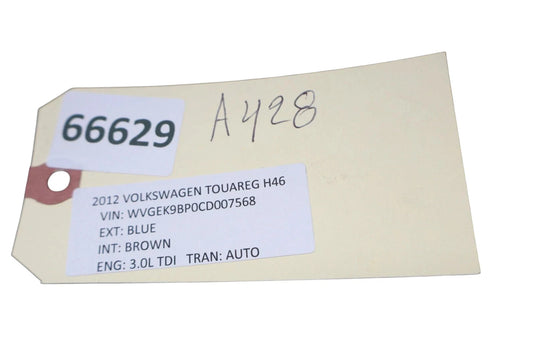 66629
A428
2012 VOLKSWAGEN TOUAREG H46
VIN: WVGEK9BP0CD007568
EXT: BLUE
INT: BROWN
ENG: 3.0L TDI TRAN: AUTO